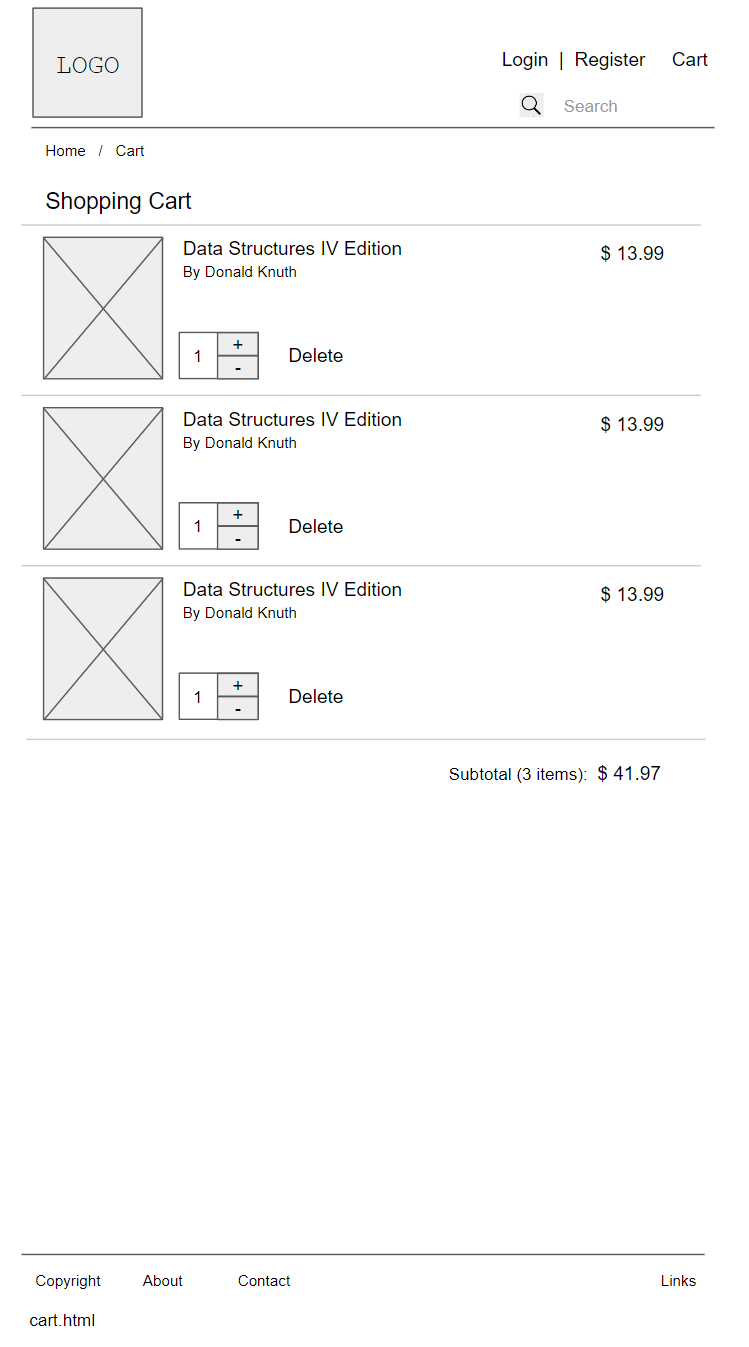 LOGO
Login | Register Cart
Search
Home / Cart
Shopping Cart
Data Structures IV Edition
$ 13.99
By Donald Knuth
+
1
Delete
-
Data Structures IV Edition
$ 13.99
By Donald Knuth
+
1
Delete
-
Data Structures IV Edition
$ 13.99
By Donald Knuth
+
1
Delete
-
Subtotal (3 items): $ 41.97
Copyright About Contact Links
cart.html